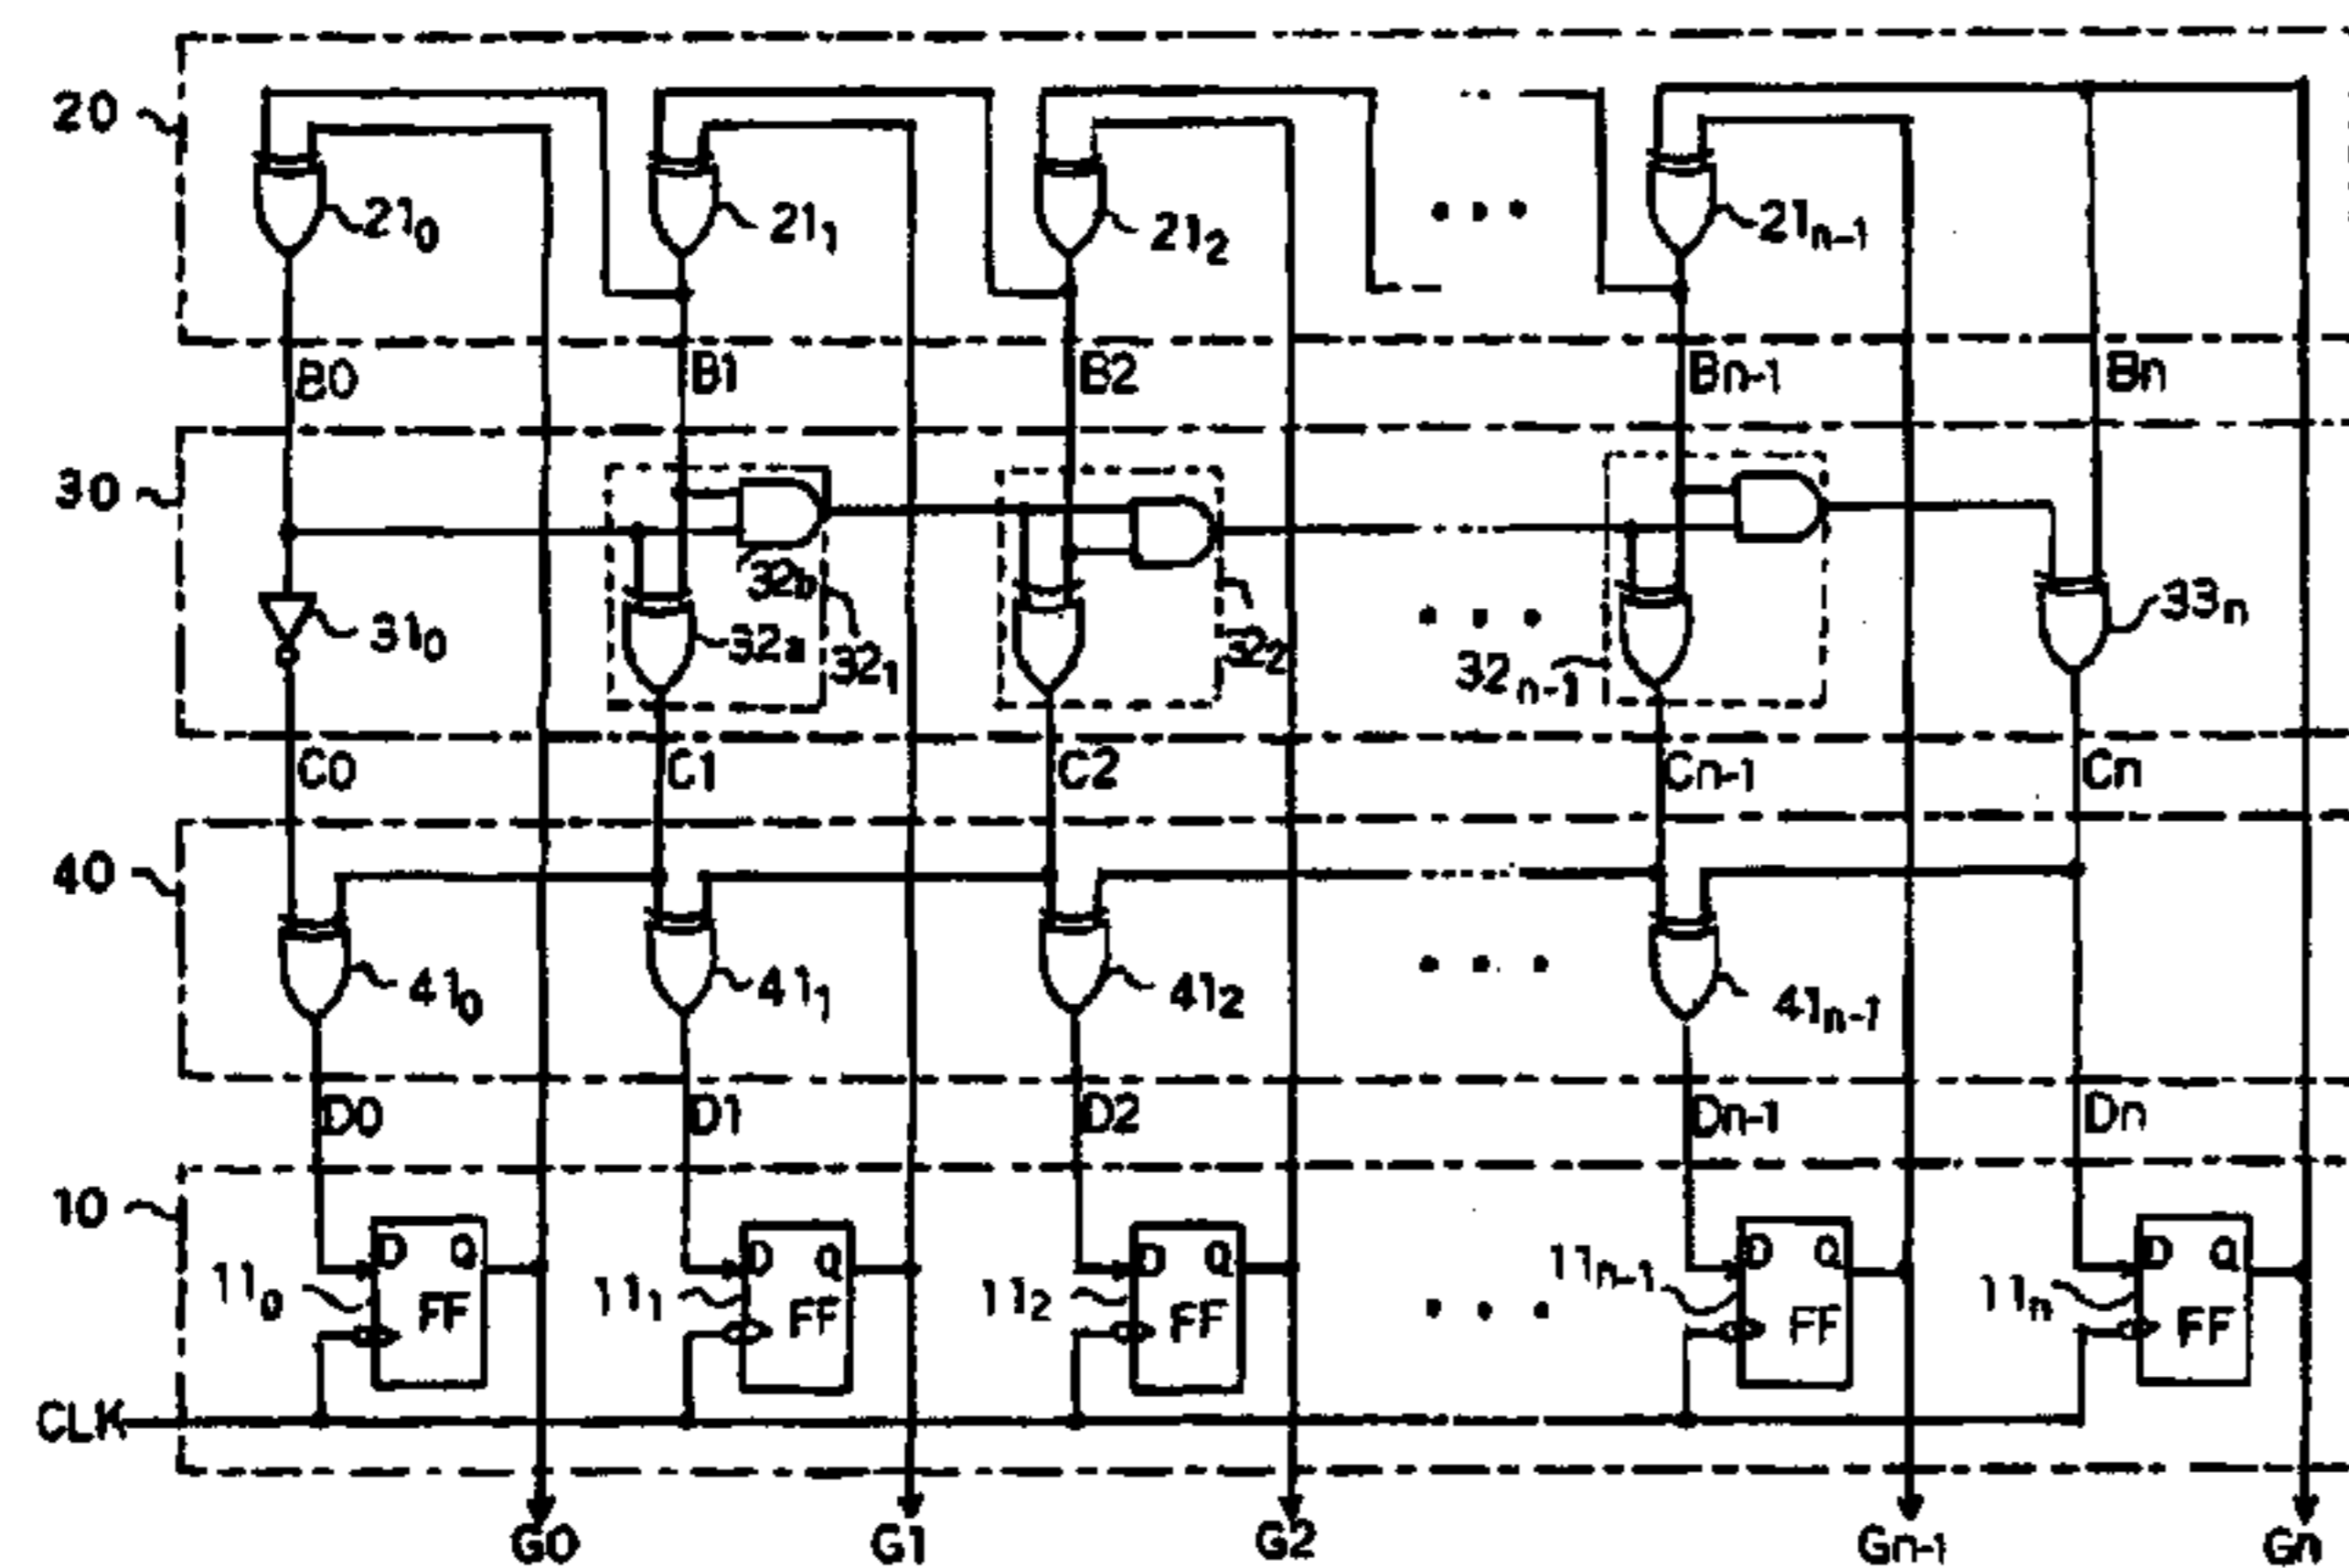 20
21₀
21₁
21₂
21ₙ₋₁
B0
B1
B2
Bn-1
Bn
30
31₀
32b
32a
32₁
32₂
32ₙ₋₁
33ₙ
C0
C1
C2
Cn-1
Cn
40
41₀
41₁
41₂
41ₙ₋₁
D0
D1
D2
Dn-1
Dn
10
11₀
D Q
FF
11₁
D Q
FF
11₂
D Q
FF
11ₙ₋₁
D Q
FF
11ₙ
D Q
FF
CLK
G0
G1
G2
Gn-1
Gn